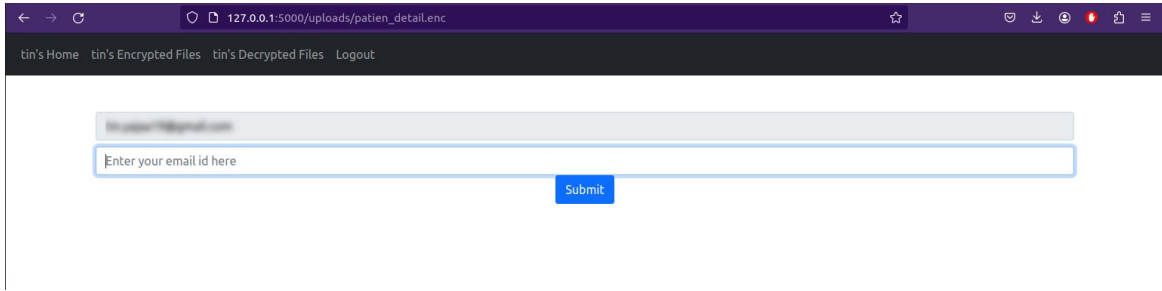 127.0.0.1:5000/uploads/patien_detail.enc
tin's Home tin's Encrypted Files tin's Decrypted Files Logout
Enter your email id here
Submit